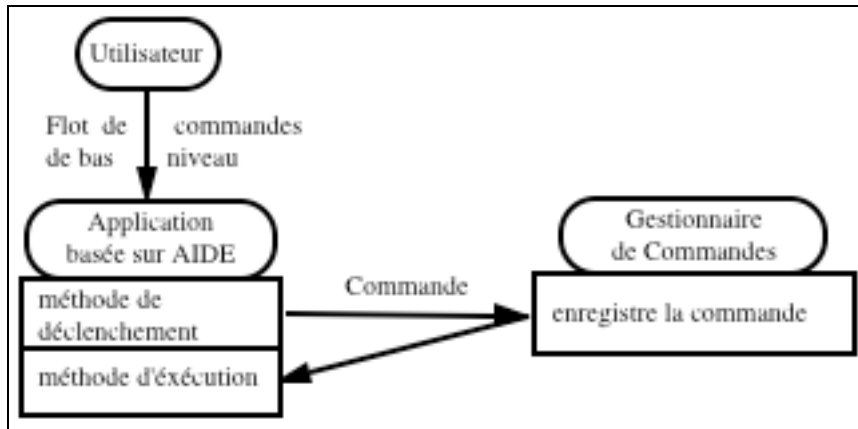 Utilisateur
Flot de commandes
de bas niveau
Application
basée sur AIDE
méthode de
déclenchement
méthode d'éxécution
Commande
Gestionnaire
de Commandes
enregistre la commande